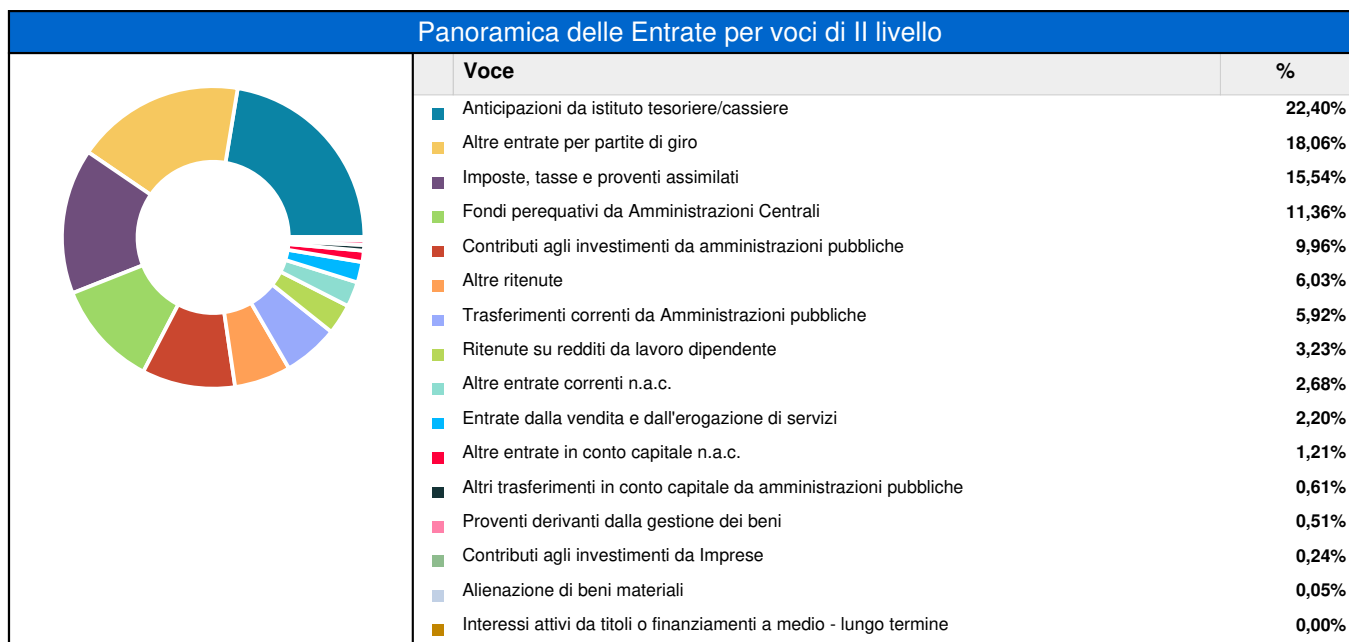 Panoramica delle Entrate per voci di II livello
Voce %
Anticipazioni da istituto tesoriere/cassiere 22,40%
Altre entrate per partite di giro 18,06%
Imposte, tasse e proventi assimilati 15,54%
Fondi perequativi da Amministrazioni Centrali 11,36%
Contributi agli investimenti da amministrazioni pubbliche 9,96%
Altre ritenute 6,03%
Trasferimenti correnti da Amministrazioni pubbliche 5,92%
Ritenute su redditi da lavoro dipendente 3,23%
Altre entrate correnti n.a.c. 2,68%
Entrate dalla vendita e dall'erogazione di servizi 2,20%
Altre entrate in conto capitale n.a.c. 1,21%
Altri trasferimenti in conto capitale da amministrazioni pubbliche 0,61%
Proventi derivanti dalla gestione dei beni 0,51%
Contributi agli investimenti da Imprese 0,24%
Alienazione di beni materiali 0,05%
Interessi attivi da titoli o finanziamenti a medio - lungo termine 0,00%